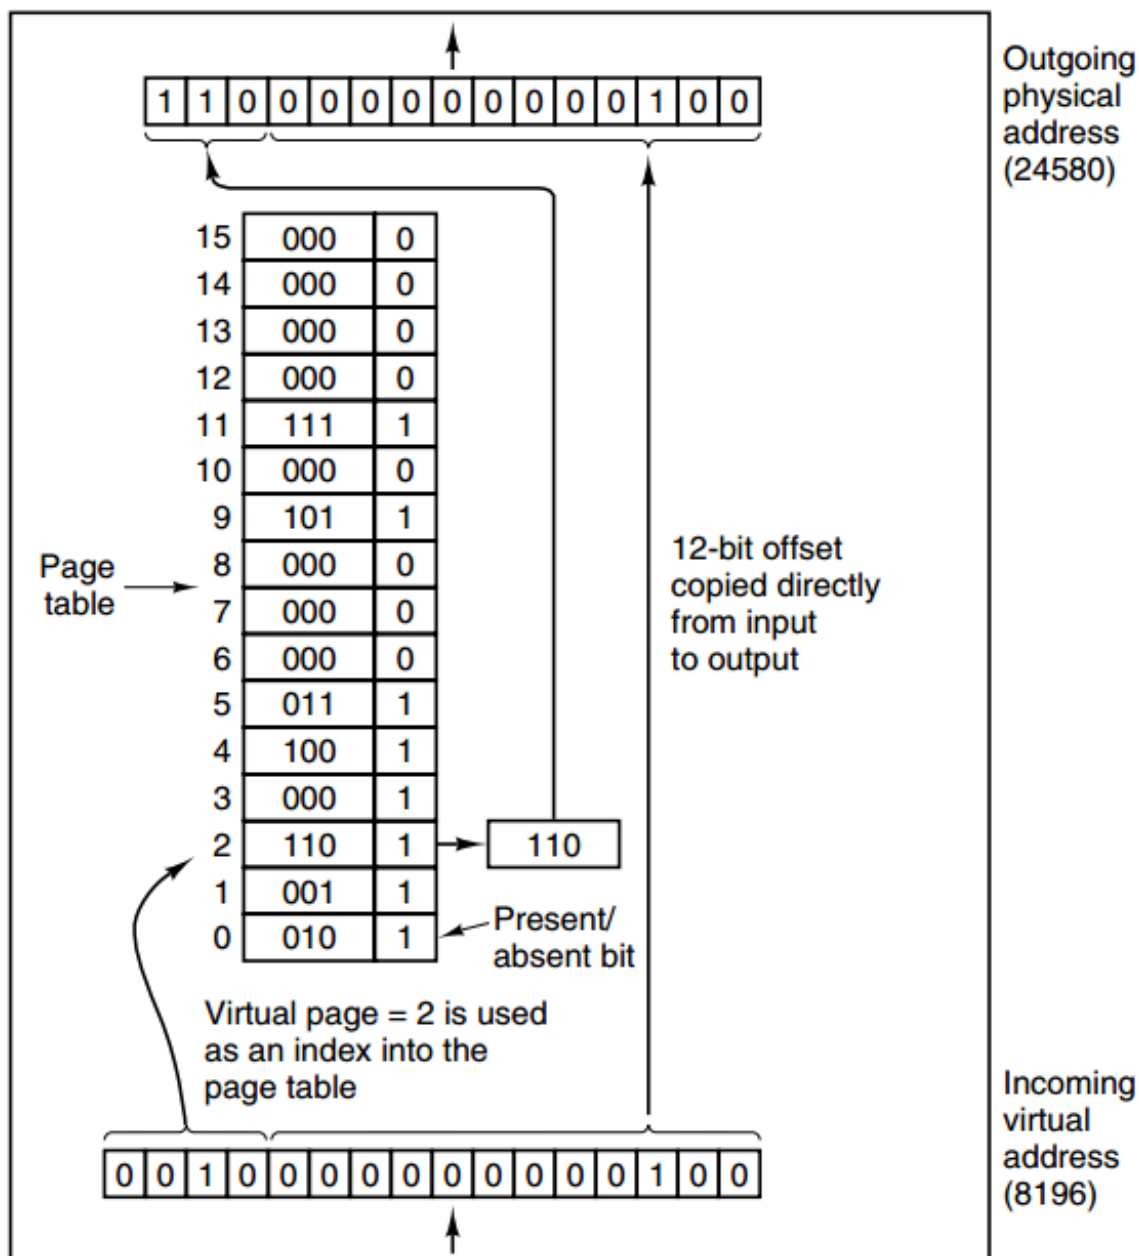 Outgoing
physical
address
(24580)
1 1 0 0 0 0 0 0 0 0 0 0 1 0 0
15 000 0
14 000 0
13 000 0
12 000 0
11 111 1
10 000 0
9 101 1
8 000 0
7 000 0
6 000 0
5 011 1
4 100 1
3 000 1
2 110 1 110
1 001 1
0 010 1
Page
table
12-bit offset
copied directly
from input
to output
Present/
absent bit
Virtual page = 2 is used
as an index into the
page table
0 0 1 0 0 0 0 0 0 0 0 0 0 1 0 0
Incoming
virtual
address
(8196)